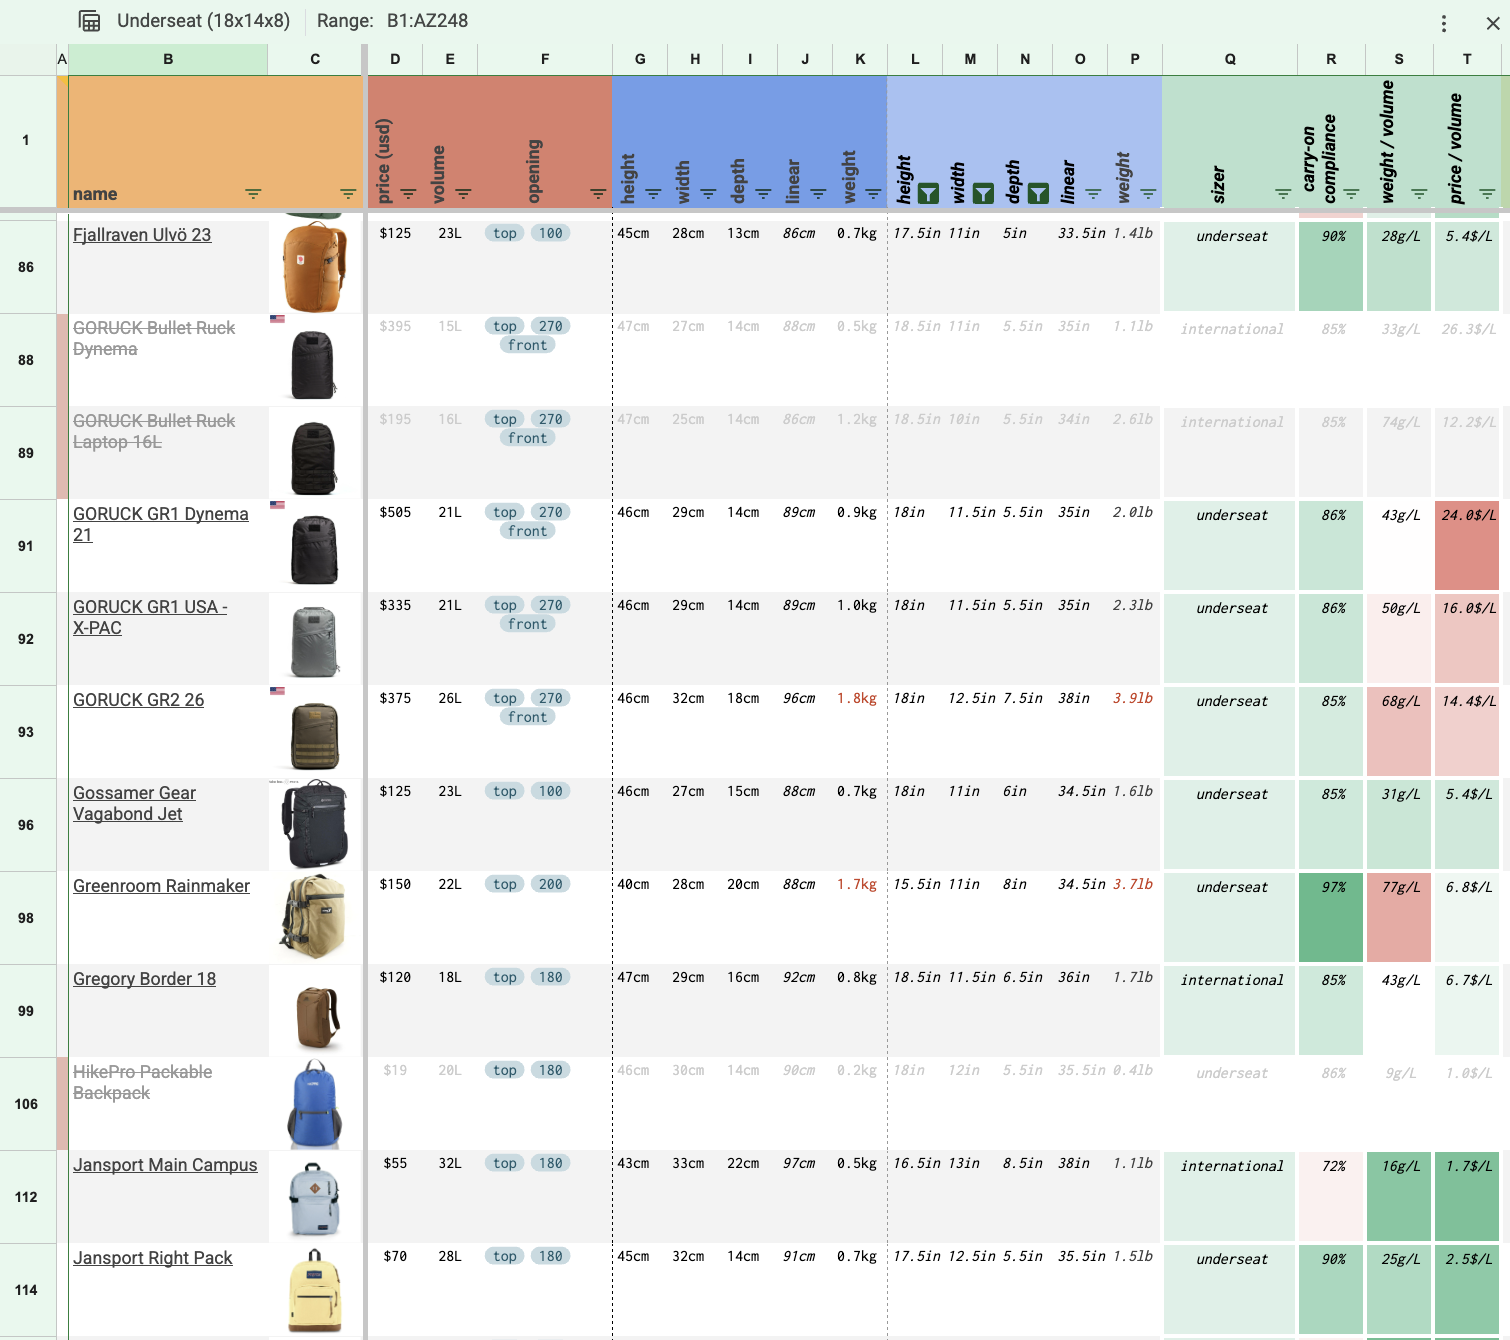 Underseat (18x14x8) Range: B1:AZ248
A B C D E F G H I J K L M N O P Q R S T
1 name price (usd) volume opening height width depth linear weight height width depth linear weight sizer carry-on compliance weight / volume price / volume
86 Fjallraven Ulvö 23 $125 23L top 100 45cm 28cm 13cm 86cm 0.7kg 17.5in 11in 5in 33.5in 1.4lb underseat 90% 28g/L 5.4$/L
88 GORUCK Bullet Ruck $395 15L top 270 47cm 27cm 14cm 88cm 0.5kg 18.5in 11in 5.5in 35in 1.1lb international 85% 33g/L 26.3$/L
Dynema front
89 GORUCK Bullet Ruck $195 16L top 270 47cm 25cm 14cm 86cm 1.2kg 18.5in 10in 5.5in 34in 2.6lb international 85% 74g/L 12.2$/L
Laptop 16L front
91 GORUCK GR1 Dynema $505 21L top 270 46cm 29cm 14cm 89cm 0.9kg 18in 11.5in 5.5in 35in 2.0lb underseat 86% 43g/L 24.0$/L
21 front
92 GORUCK GR1 USA - $335 21L top 270 46cm 29cm 14cm 89cm 1.0kg 18in 11.5in 5.5in 35in 2.3lb underseat 86% 50g/L 16.0$/L
X-PAC front
93 GORUCK GR2 26 $375 26L top 270 46cm 32cm 18cm 96cm 1.8kg 18in 12.5in 7.5in 38in 3.9lb underseat 85% 68g/L 14.4$/L
front
96 Gossamer Gear $125 23L top 100 46cm 27cm 15cm 88cm 0.7kg 18in 11in 6in 34.5in 1.6lb underseat 85% 31g/L 5.4$/L
Vagabond Jet
98 Greenroom Rainmaker $150 22L top 200 40cm 28cm 20cm 88cm 1.7kg 15.5in 11in 8in 34.5in 3.7lb underseat 97% 77g/L 6.8$/L
99 Gregory Border 18 $120 18L top 180 47cm 29cm 16cm 92cm 0.8kg 18.5in 11.5in 6.5in 36in 1.7lb international 85% 43g/L 6.7$/L
106 HikePro Packable $19 20L top 180 46cm 30cm 14cm 90cm 0.2kg 18in 12in 5.5in 35.5in 0.4lb underseat 86% 9g/L 1.0$/L
Backpack
112 Jansport Main Campus $55 32L top 180 43cm 33cm 22cm 97cm 0.5kg 16.5in 13in 8.5in 38in 1.1lb international 72% 16g/L 1.7$/L
114 Jansport Right Pack $70 28L top 180 45cm 32cm 14cm 91cm 0.7kg 17.5in 12.5in 5.5in 35.5in 1.5lb underseat 90% 25g/L 2.5$/L